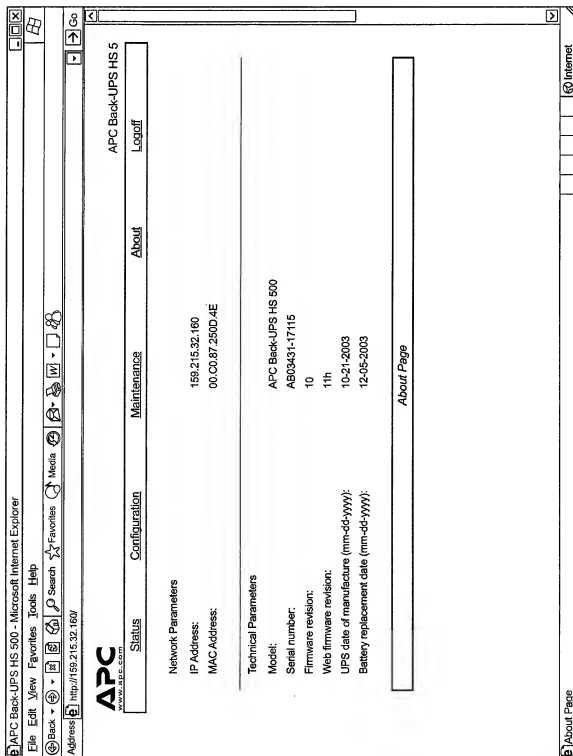 APC Back-UPS HS 500 - Microsoft Internet Explorer
File Edit View Favorites Tools Help
Back Search Favorites Media W
Address http://159.215.32.160/ Go
APC
www.apc.com
APC Back-UPS HS 5
Status Configuration Maintenance About Logoff
Network Parameters
IP Address: 159.215.32.160
MAC Address: 00.C0.87.250D.4E
Technical Parameters
Model: APC Back-UPS HS 500
Serial number: AB03431-17115
Firmware revision: 10
Web firmware revision: 11h
UPS date of manufacture (mm-dd-yyyy): 10-21-2003
Battery replacement date (mm-dd-yyyy): 12-05-2003
About Page
About Page Internet